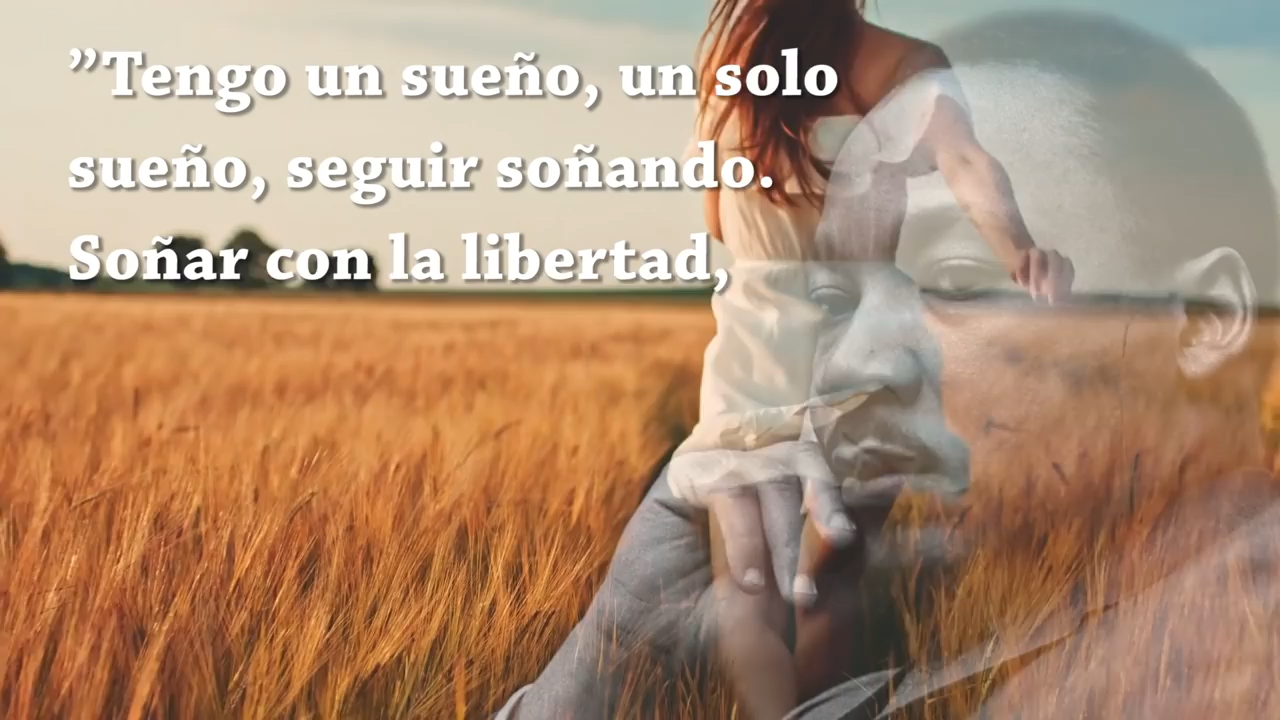 ”Tengo un sueño, un solo
sueño, seguir soñando.
Soñar con la libertad,